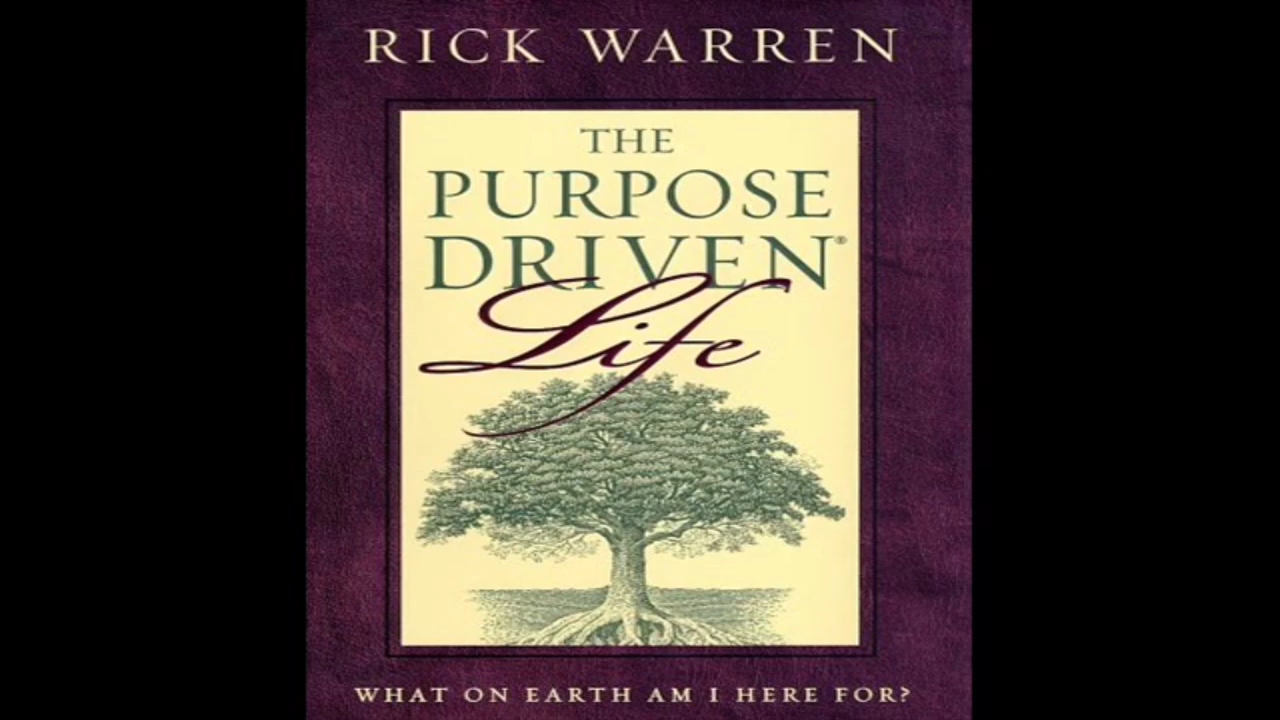 RICK WARREN
THE
PURPOSE
DRIVEN®
Life
WHAT ON EARTH AM I HERE FOR?